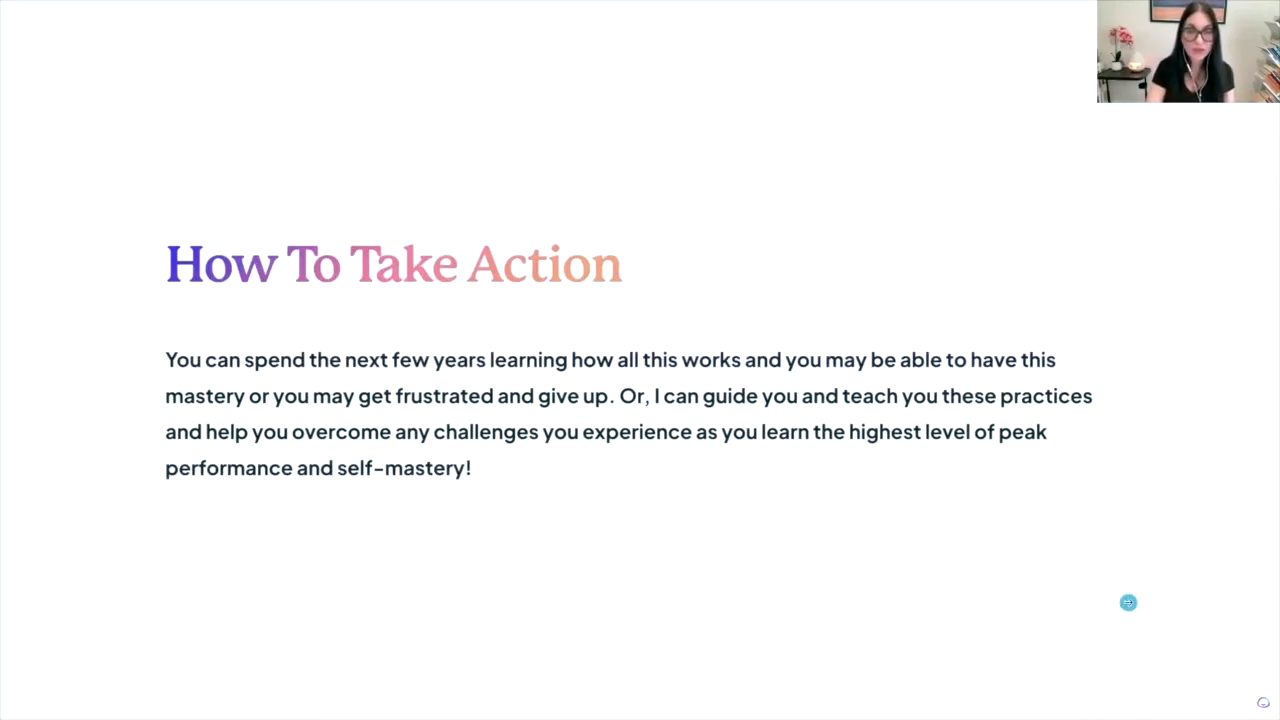 How To Take Action
You can spend the next few years learning how all this works and you may be able to have this
mastery or you may get frustrated and give up. Or, I can guide you and teach you these practices
and help you overcome any challenges you experience as you learn the highest level of peak
performance and self-mastery!